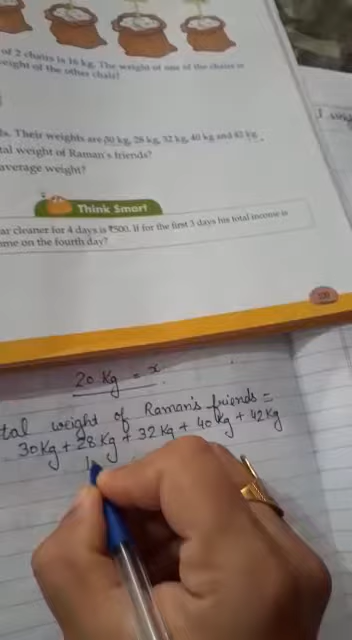 of 2 chairs is 16 kg. The weight of one of the chairs is
weight of the other chair?
ds. Their weights are 30 kg, 28 kg, 32 kg, 40 kg and 42 kg.
tal weight of Raman's friends?
average weight?
Think Smart
ar cleaner for 4 days is ₹500. If for the first 3 days his total income is
ome on the fourth day?
20 Kg = x
tal weight of Raman's friends =
30Kg + 28 Kg + 32 Kg + 40 Kg + 42 Kg